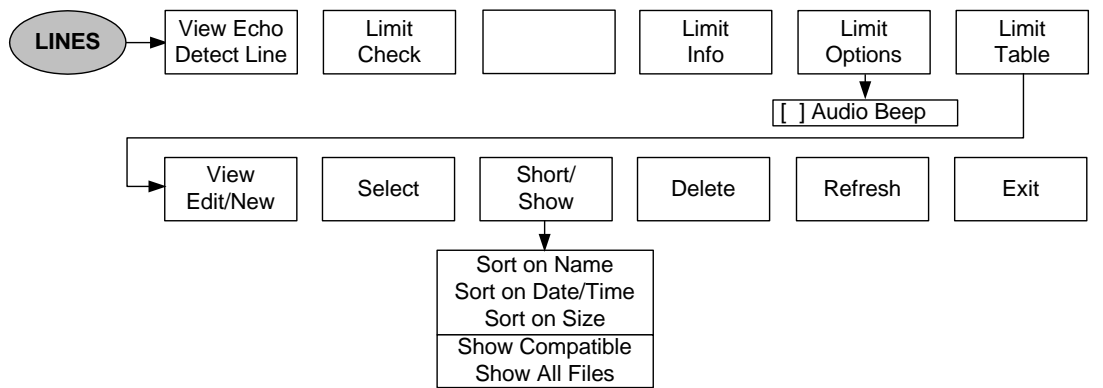 LINES
View Echo
Detect Line
Limit
Check
Limit
Info
Limit
Options
Limit
Table
[ ] Audio Beep
View
Edit/New
Select
Short/
Show
Delete
Refresh
Exit
Sort on Name
Sort on Date/Time
Sort on Size
Show Compatible
Show All Files